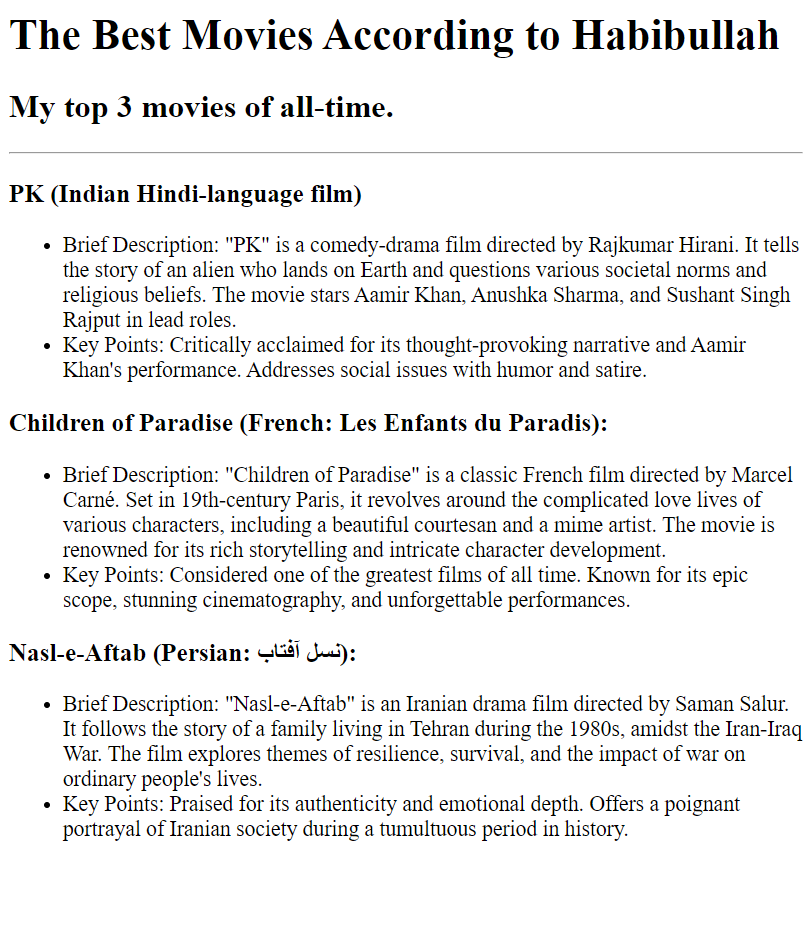 The Best Movies According to Habibullah
My top 3 movies of all-time.
PK (Indian Hindi-language film)
• Brief Description: "PK" is a comedy-drama film directed by Rajkumar Hirani. It tells
the story of an alien who lands on Earth and questions various societal norms and
religious beliefs. The movie stars Aamir Khan, Anushka Sharma, and Sushant Singh
Rajput in lead roles.
• Key Points: Critically acclaimed for its thought-provoking narrative and Aamir
Khan's performance. Addresses social issues with humor and satire.
Children of Paradise (French: Les Enfants du Paradis):
• Brief Description: "Children of Paradise" is a classic French film directed by Marcel
Carné. Set in 19th-century Paris, it revolves around the complicated love lives of
various characters, including a beautiful courtesan and a mime artist. The movie is
renowned for its rich storytelling and intricate character development.
• Key Points: Considered one of the greatest films of all time. Known for its epic
scope, stunning cinematography, and unforgettable performances.
Nasl-e-Aftab (Persian: نسل آفتاب):
• Brief Description: "Nasl-e-Aftab" is an Iranian drama film directed by Saman Salur.
It follows the story of a family living in Tehran during the 1980s, amidst the Iran-Iraq
War. The film explores themes of resilience, survival, and the impact of war on
ordinary people's lives.
• Key Points: Praised for its authenticity and emotional depth. Offers a poignant
portrayal of Iranian society during a tumultuous period in history.